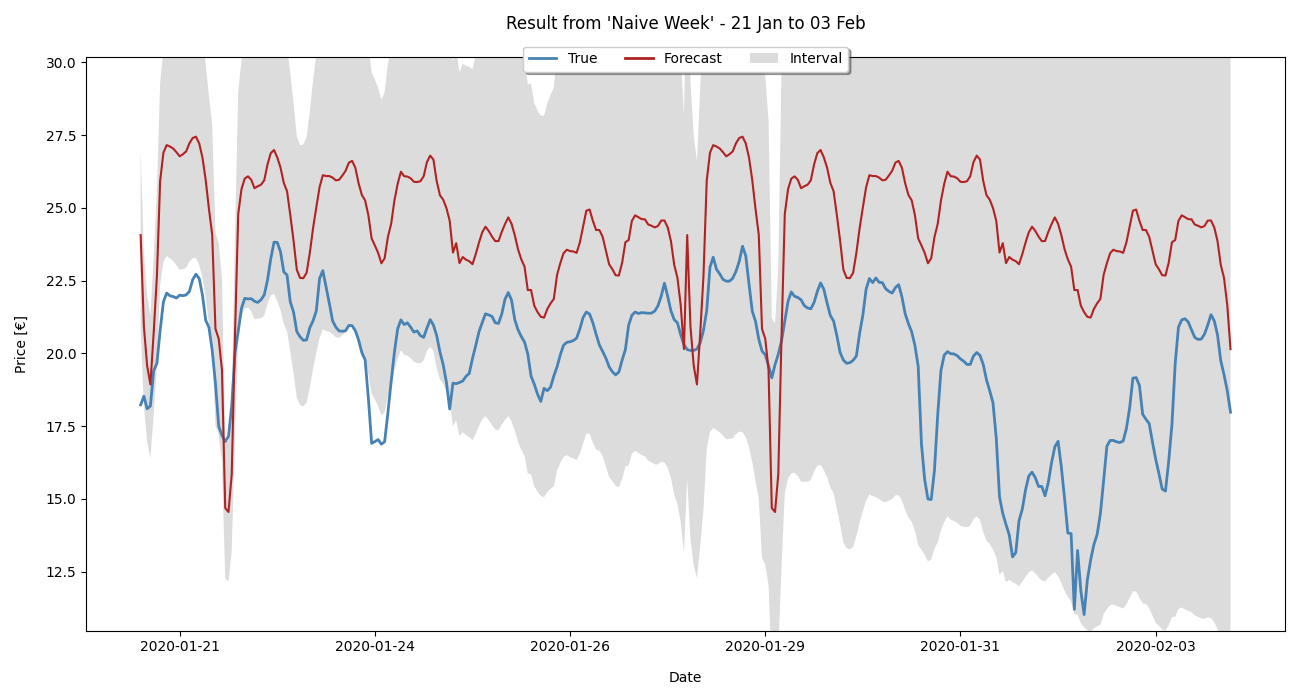 Result from 'Naive Week' - 21 Jan to 03 Feb
True Forecast Interval
30.0
27.5
25.0
22.5
20.0
17.5
15.0
12.5
Price [€]
2020-01-21 2020-01-24 2020-01-26 2020-01-29 2020-01-31 2020-02-03
Date